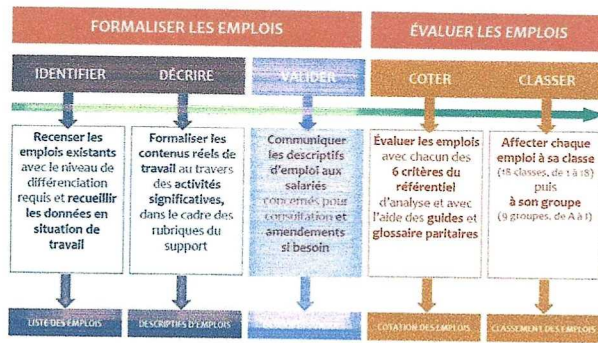 FORMALISER LES EMPLOIS
ÉVALUER LES EMPLOIS
IDENTIFIER
DÉCRIRE
VALIDER
COTER
CLASSER
Recenser les
emplois existants
avec le niveau de
différenciation
requis et recueillir
les données en
situation de
travail
Formaliser les
contenus réels de
travail au travers
des activités
significatives,
dans le cadre des
rubriques du
support
Communiquer
les descriptifs
d'emploi aux
salariés
concernés pour
consultation et
amendements
si besoin
Évaluer les emplois
avec chacun des
6 critères du
référentiel
d'analyse et avec
l'aide des guides et
glossaire paritaires
Affecter chaque
emploi à sa classe
(18 classes, de 1 à 18)
puis
à son groupe
(9 groupes, de A à I)
LISTE DES EMPLOIS
DESCRIPTIFS D'EMPLOIS
COTATION DES EMPLOIS
CLASSEMENT DES EMPLOIS